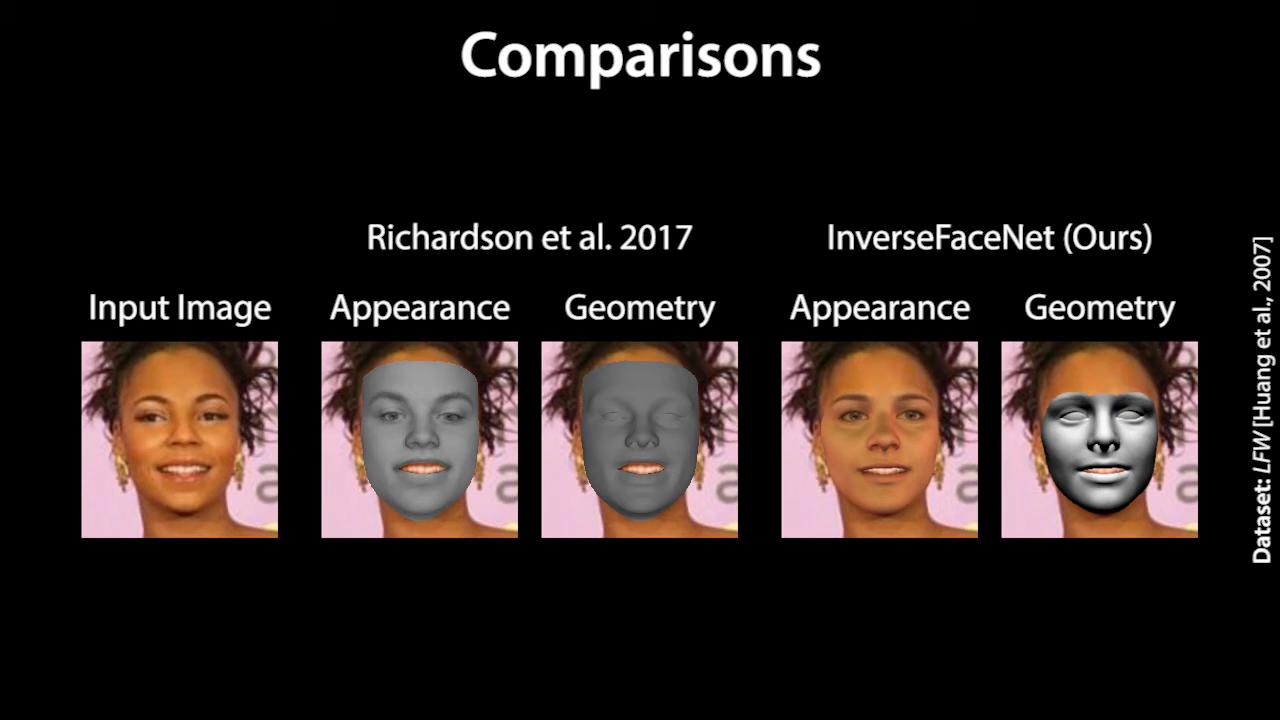 Comparisons
Richardson et al. 2017
InverseFaceNet (Ours)
Input Image
Appearance
Geometry
Appearance
Geometry
Dataset: LFW [Huang et al., 2007]